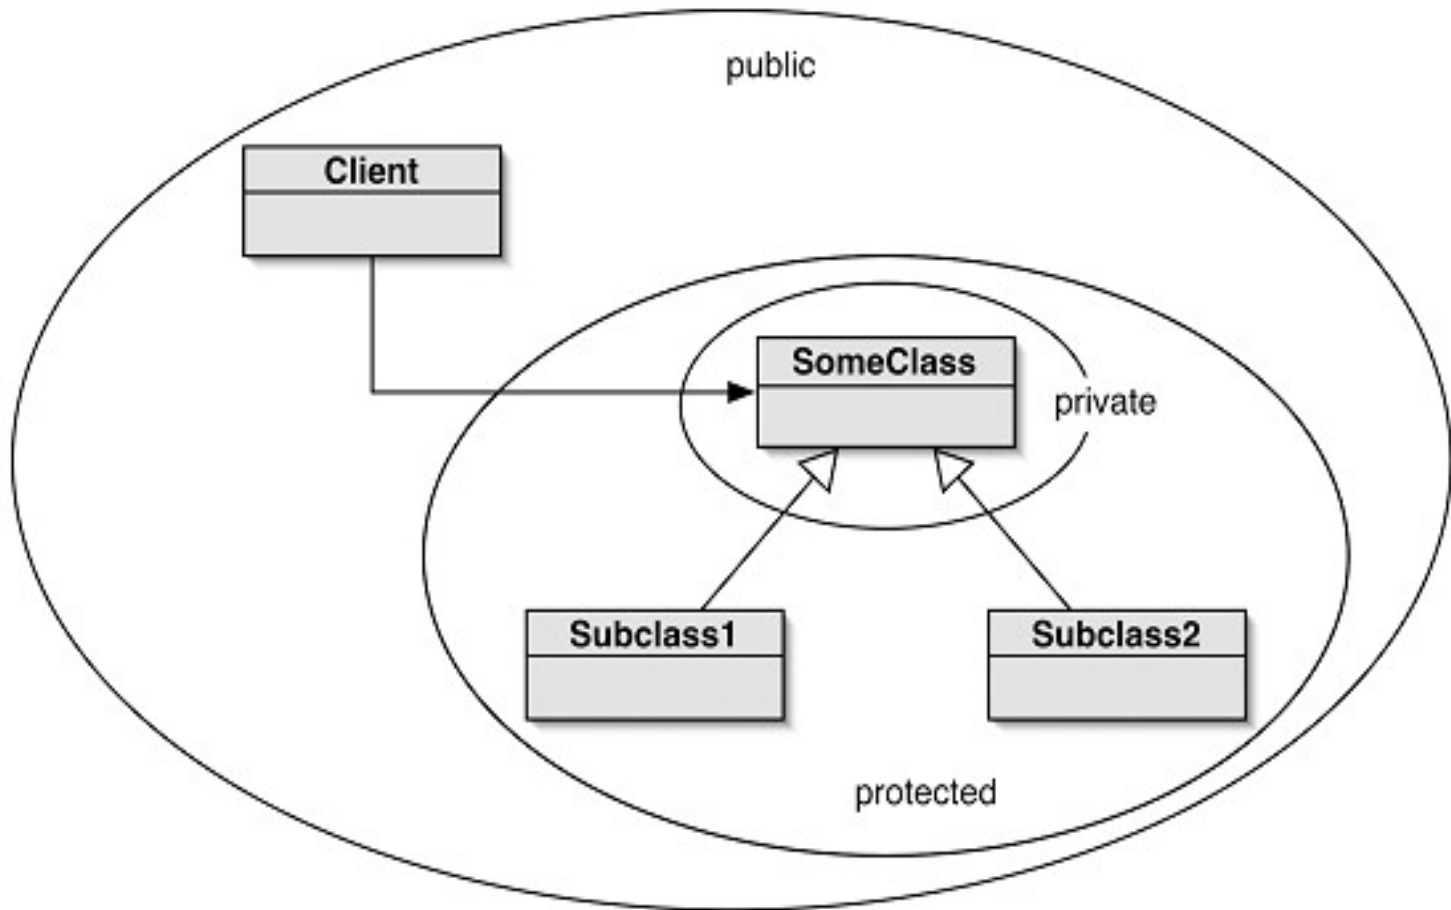 public
Client
SomeClass
private
Subclass1
Subclass2
protected